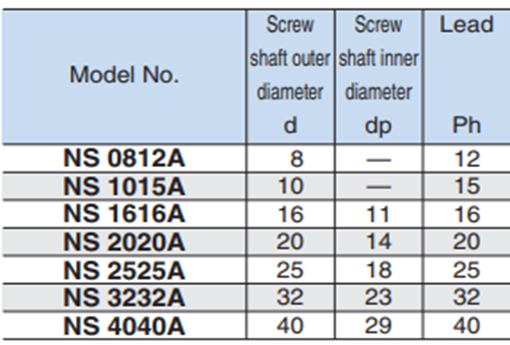 Model No. Screw shaft outer diameter d Screw shaft inner diameter dp Lead Ph
NS 0812A 8 — 12
NS 1015A 10 — 15
NS 1616A 16 11 16
NS 2020A 20 14 20
NS 2525A 25 18 25
NS 3232A 32 23 32
NS 4040A 40 29 40